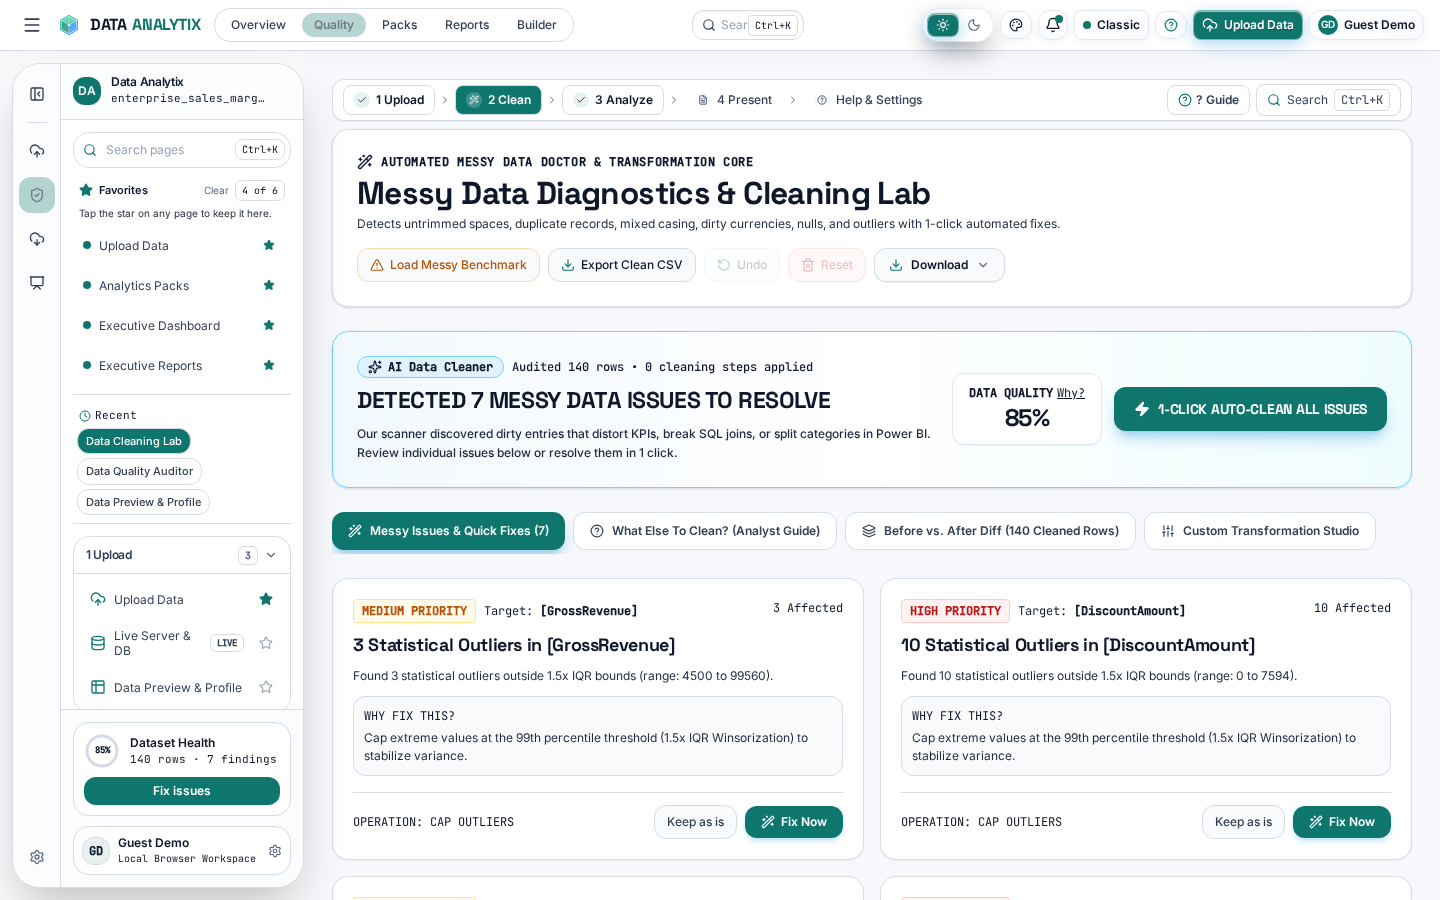 DATA ANALYTIX
Overview
Quality
Packs
Reports
Builder
Sear
Ctrl+K
Classic
Upload Data
GD
Guest Demo
DA
Data Analytix
enterprise_sales_marg…
Search pages
Ctrl+K
Favorites
Clear
4 of 6
Tap the star on any page to keep it here.
Upload Data
Analytics Packs
Executive Dashboard
Executive Reports
Recent
Data Cleaning Lab
Data Quality Auditor
Data Preview & Profile
1 Upload
3
Upload Data
Live Server &
DB
LIVE
Data Preview & Profile
85%
Dataset Health
140 rows · 7 findings
Fix issues
GD
Guest Demo
Local Browser Workspace
1 Upload
2 Clean
3 Analyze
4 Present
Help & Settings
? Guide
Search
Ctrl+K
AUTOMATED MESSY DATA DOCTOR & TRANSFORMATION CORE
Messy Data Diagnostics & Cleaning Lab
Detects untrimmed spaces, duplicate records, mixed casing, dirty currencies, nulls, and outliers with 1-click automated fixes.
Load Messy Benchmark
Export Clean CSV
Undo
Reset
Download
AI Data Cleaner
Audited 140 rows • 0 cleaning steps applied
DETECTED 7 MESSY DATA ISSUES TO RESOLVE
Our scanner discovered dirty entries that distort KPIs, break SQL joins, or split categories in Power BI.
Review individual issues below or resolve them in 1 click.
DATA QUALITY Why?
85%
1-CLICK AUTO-CLEAN ALL ISSUES
Messy Issues & Quick Fixes (7)
What Else To Clean? (Analyst Guide)
Before vs. After Diff (140 Cleaned Rows)
Custom Transformation Studio
MEDIUM PRIORITY
Target: [GrossRevenue]
3 Affected
3 Statistical Outliers in [GrossRevenue]
Found 3 statistical outliers outside 1.5x IQR bounds (range: 4500 to 99560).
WHY FIX THIS?
Cap extreme values at the 99th percentile threshold (1.5x IQR Winsorization) to
stabilize variance.
OPERATION: CAP OUTLIERS
Keep as is
Fix Now
HIGH PRIORITY
Target: [DiscountAmount]
10 Affected
10 Statistical Outliers in [DiscountAmount]
Found 10 statistical outliers outside 1.5x IQR bounds (range: 0 to 7594).
WHY FIX THIS?
Cap extreme values at the 99th percentile threshold (1.5x IQR Winsorization) to
stabilize variance.
OPERATION: CAP OUTLIERS
Keep as is
Fix Now